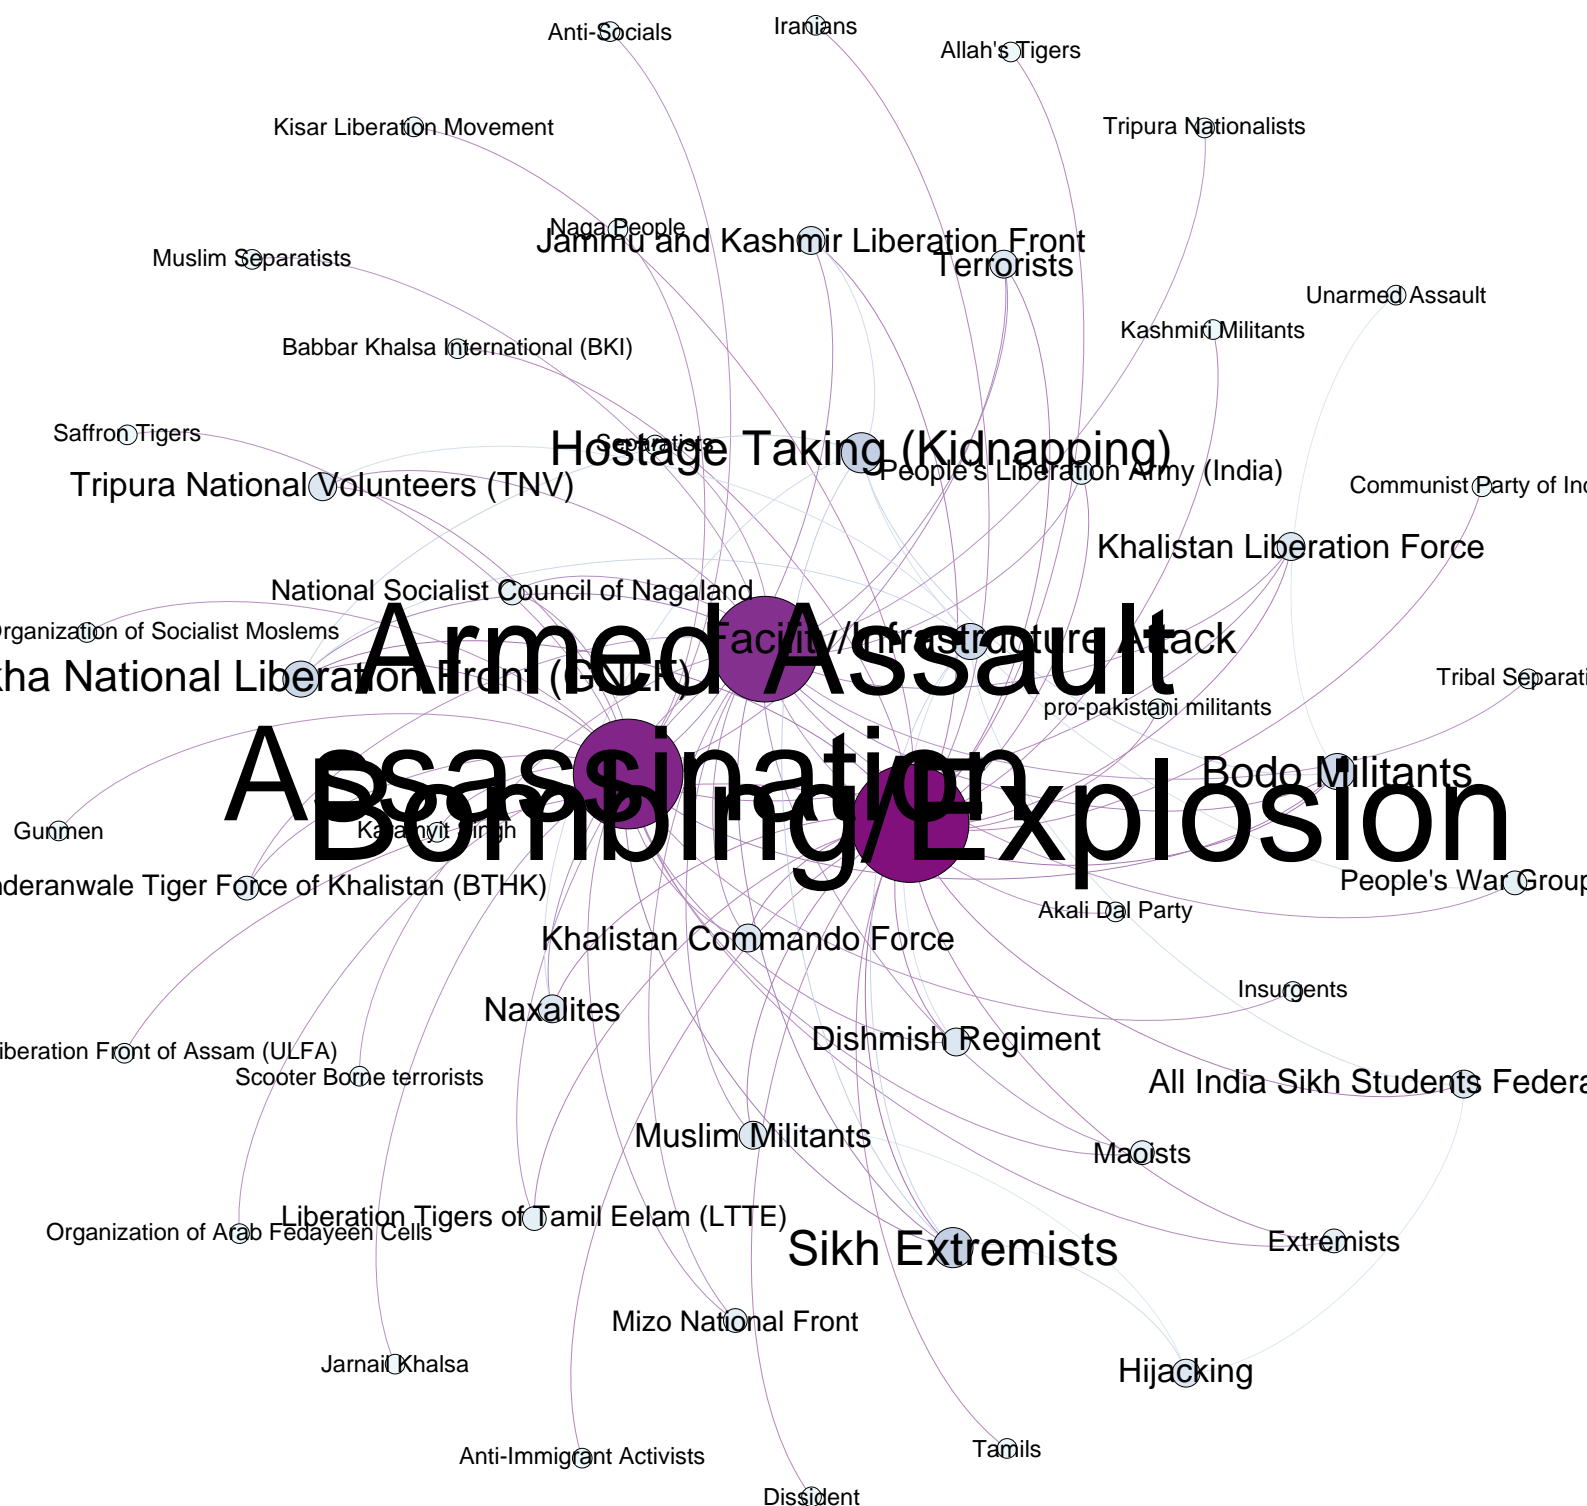 Anti-Socials
Iranians
Allah's Tigers
Kisar Liberation Movement
Tripura Nationalists
Naga People
Jammu and Kashmir Liberation Front
Muslim Separatists
Terrorists
Unarmed Assault
Kashmiri Militants
Babbar Khalsa International (BKI)
Saffron Tigers
Separatists
Hostage Taking (Kidnapping)
People's Liberation Army (India)
Tripura National Volunteers (TNV)
Communist Party of Ind
Khalistan Liberation Force
National Socialist Council of Nagaland
Organization of Socialist Moslems
Armed Assault
Facility/Infrastructure Attack
kha National Liberation Front (GNLF)
Tribal Separati
pro-pakistani militants
Assassination
Bodo Militants
Bombing/Explosion
Gunmen
nderanwale Tiger Force of Khalistan (BTHK)
People's War Group
Akali Dal Party
Khalistan Commando Force
Insurgents
Naxalites
Dishmish Regiment
iberation Front of Assam (ULFA)
Scooter Borne terrorists
All India Sikh Students Federa
Muslim Militants
Maoists
Liberation Tigers of Tamil Eelam (LTTE)
Organization of Arab Fedayeen Cells
Sikh Extremists
Extremists
Mizo National Front
Jarnail Khalsa
Hijacking
Anti-Immigrant Activists
Tamils
Dissident